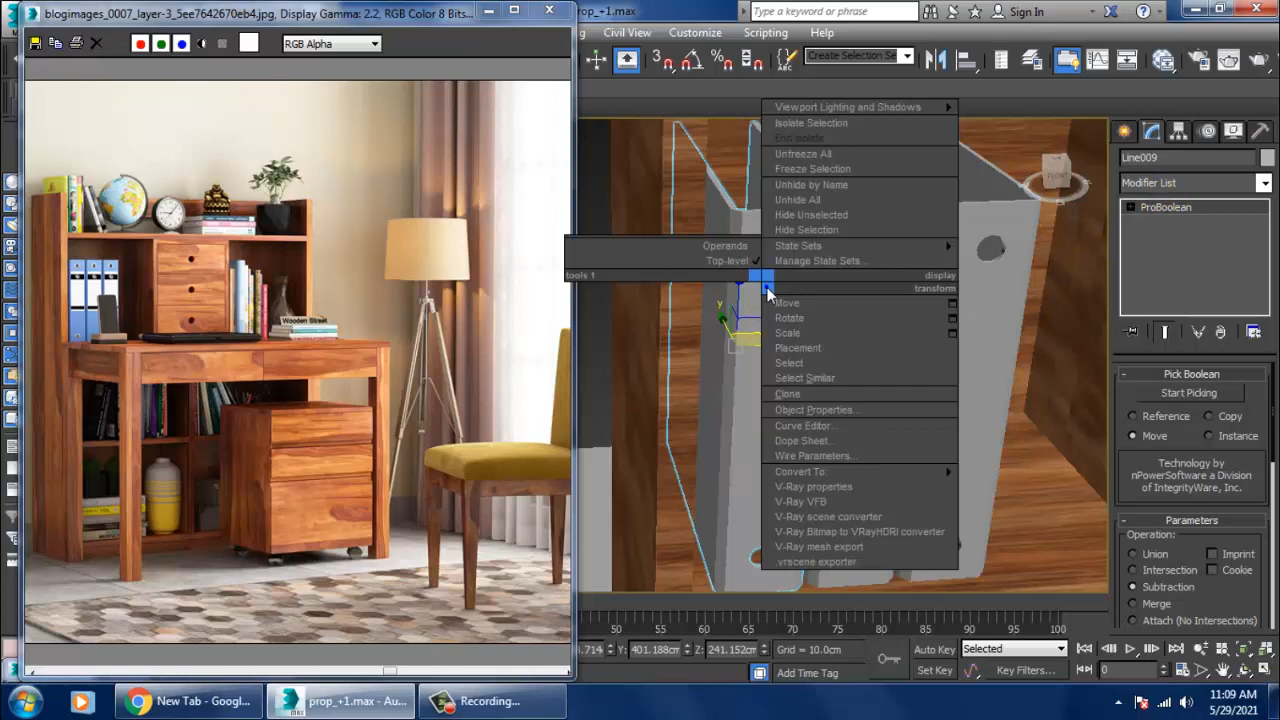 blogimages_0007_layer-3_5ee7642670eb4.jpg, Display Gamma: 2.2, RGB Color 8 Bits...
prop_+1.max
Type a keyword or phrase
Sign In
RGB Alpha
Civil View
Customize
Scripting
Help
3
%
Create Selection Se
Viewport Lighting and Shadows
Isolate Selection
End Isolate
Unfreeze All
Freeze Selection
Unhide by Name
Unhide All
Hide Unselected
Hide Selection
Operands
State Sets
Top-level
Manage State Sets...
tools 1
display
transform
Move
Rotate
Scale
Placement
Select
Select Similar
Clone
Object Properties...
Curve Editor...
Dope Sheet...
Wire Parameters...
Convert To:
V-Ray properties
V-Ray VFB
V-Ray scene converter
V-Ray Bitmap to VRayHDRI converter
V-Ray mesh export
.vrscene exporter
y
Wooden Street
Line009
Modifier List
ProBoolean
Pick Boolean
Start Picking
Reference
Copy
Move
Instance
Technology by
nPowerSoftware a Division
of IntegrityWare, Inc.
Parameters
Operation:
Union
Imprint
Intersection
Cookie
Subtraction
Merge
Attach (No Intersections)
50 55 60 65 70 75 80 85 90 95 100
8.714
Y: 401.188cm
Z: 241.152cm
Grid = 10.0cm
Auto Key
Selected
Add Time Tag
Set Key
Key Filters...
0
New Tab - Googl...
prop_+1.max - Au...
Recording...
11:09 AM
5/29/2021